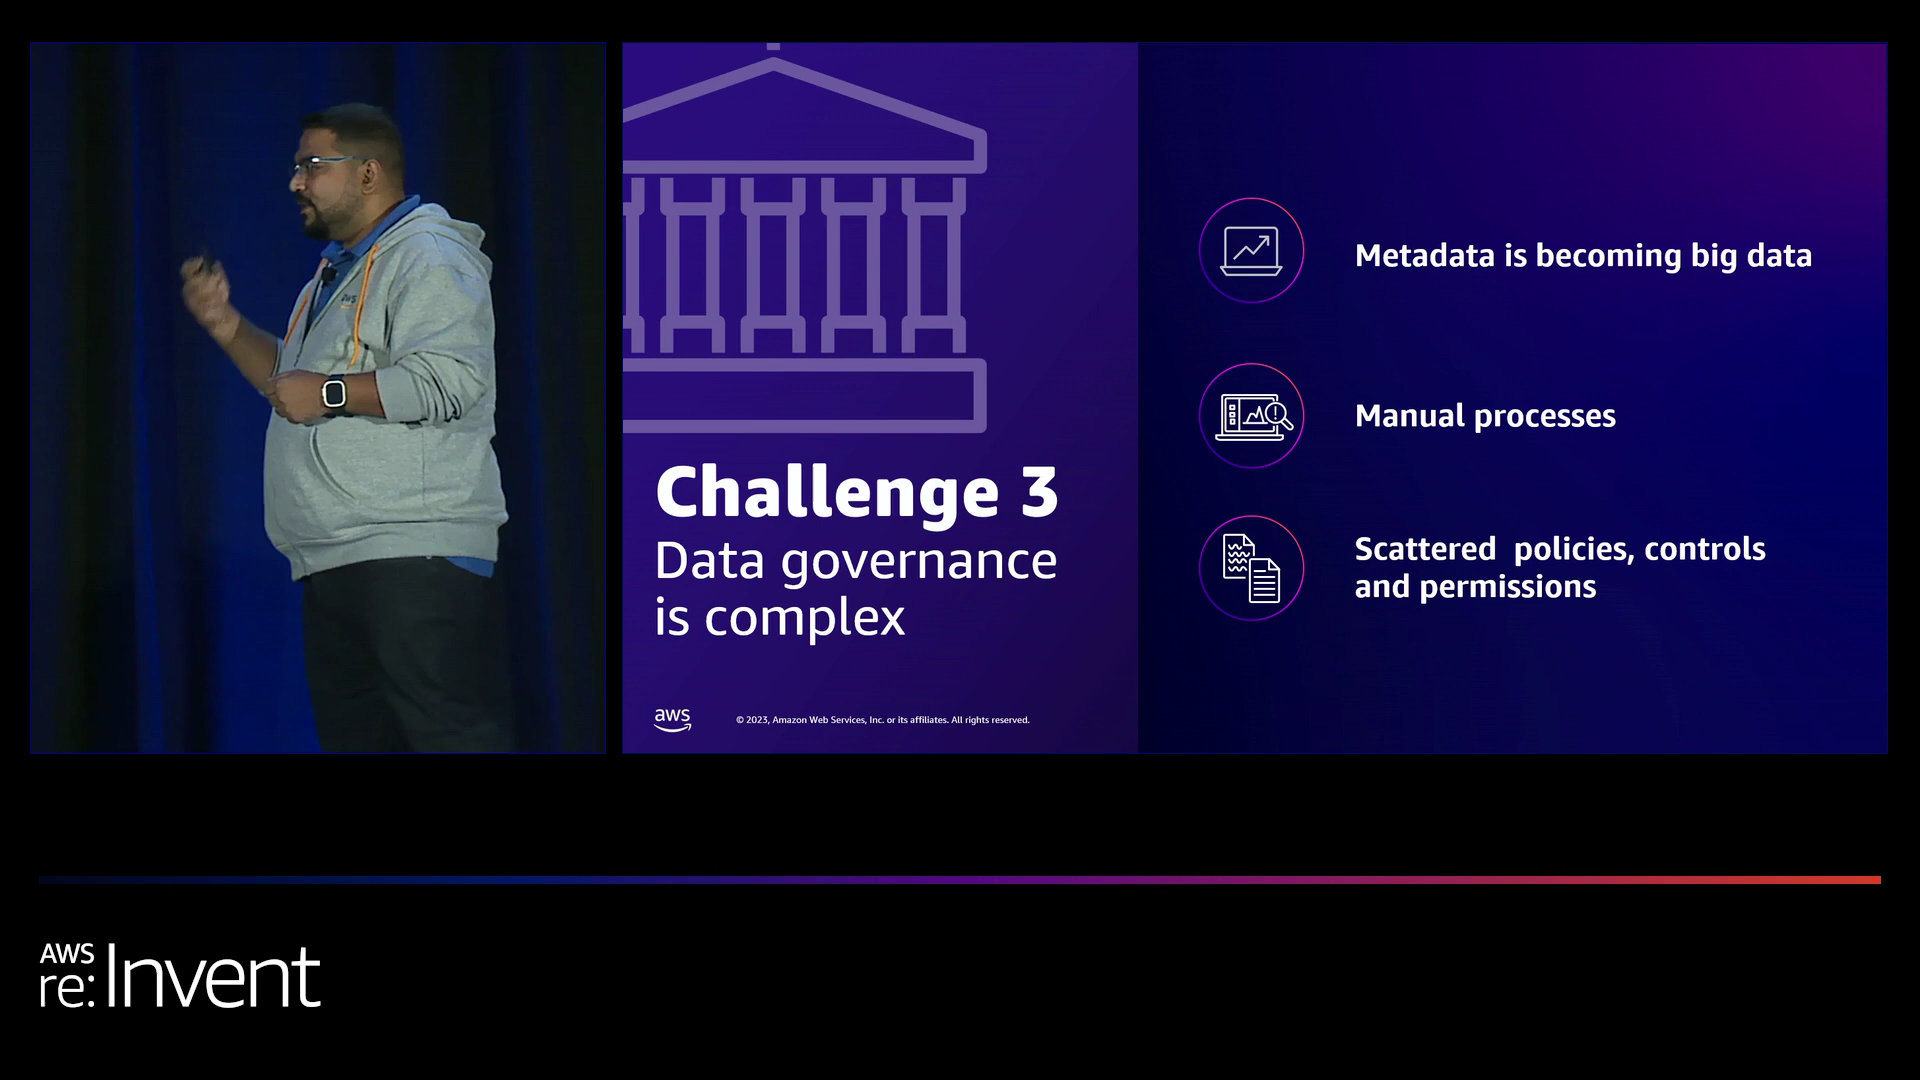 aws
Challenge 3
Data governance
is complex
aws
© 2023, Amazon Web Services, Inc. or its affiliates. All rights reserved.
Metadata is becoming big data
Manual processes
Scattered  policies, controls
and permissions
AWS
re:Invent